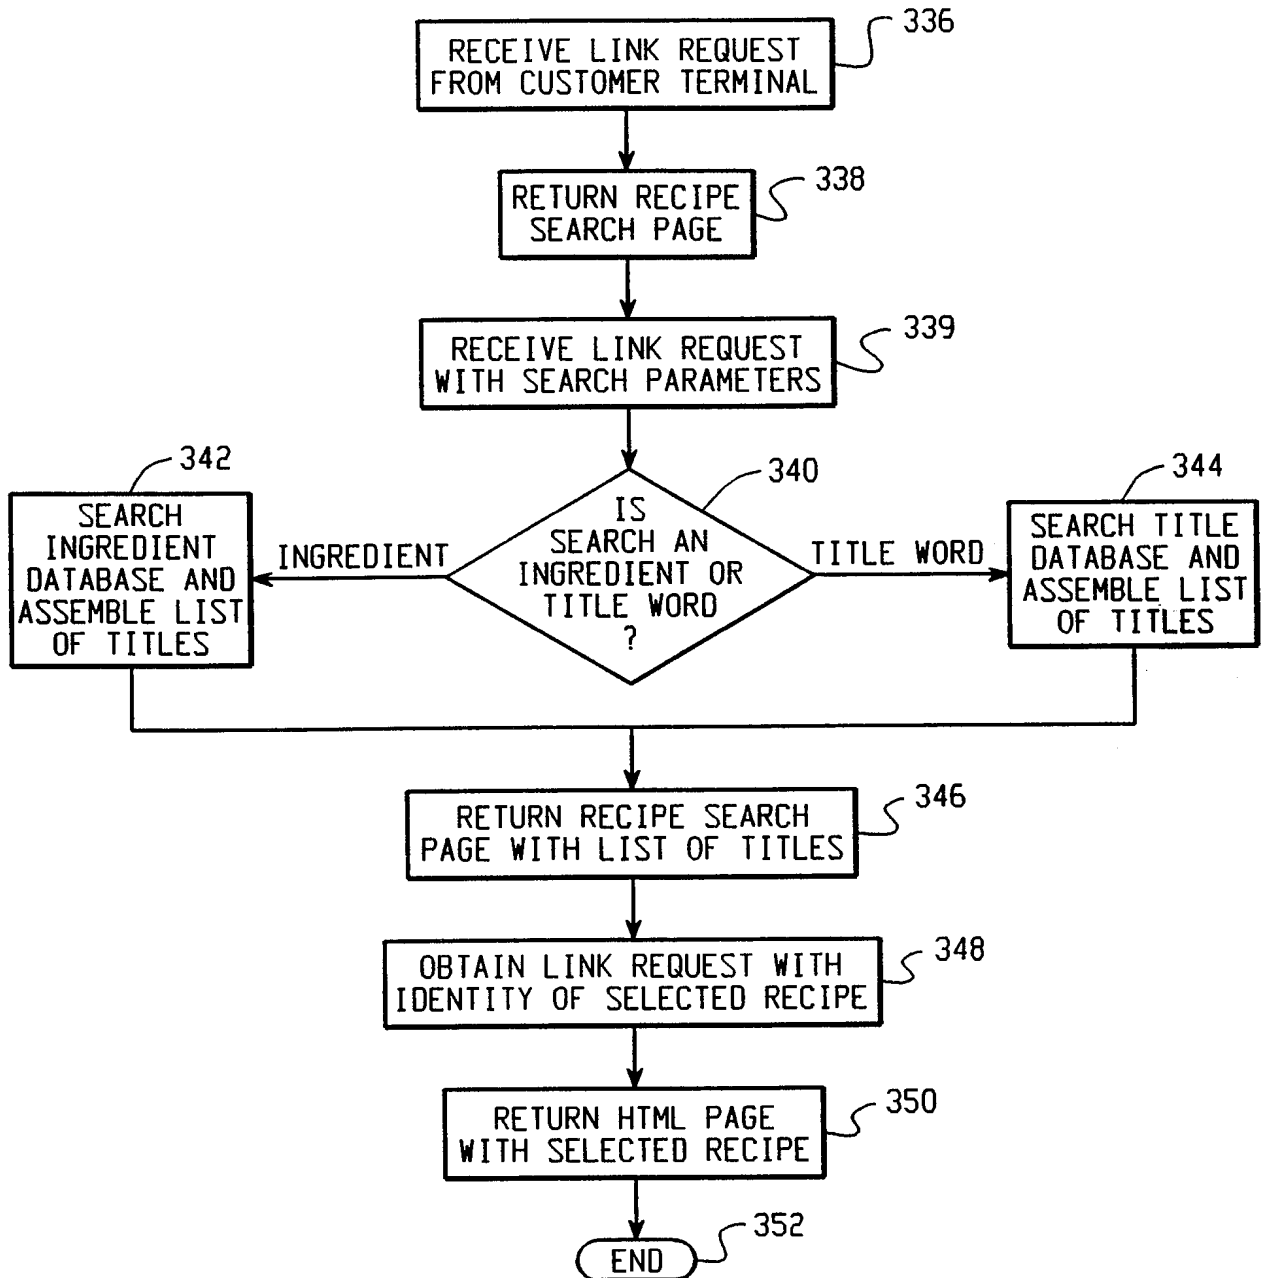 336
RECEIVE LINK REQUEST
FROM CUSTOMER TERMINAL
338
RETURN RECIPE
SEARCH PAGE
339
RECEIVE LINK REQUEST
WITH SEARCH PARAMETERS
340
IS
SEARCH AN
INGREDIENT OR
TITLE WORD
?
INGREDIENT
TITLE WORD
342
SEARCH
INGREDIENT
DATABASE AND
ASSEMBLE LIST
OF TITLES
344
SEARCH TITLE
DATABASE AND
ASSEMBLE LIST
OF TITLES
346
RETURN RECIPE SEARCH
PAGE WITH LIST OF TITLES
348
OBTAIN LINK REQUEST WITH
IDENTITY OF SELECTED RECIPE
350
RETURN HTML PAGE
WITH SELECTED RECIPE
352
END